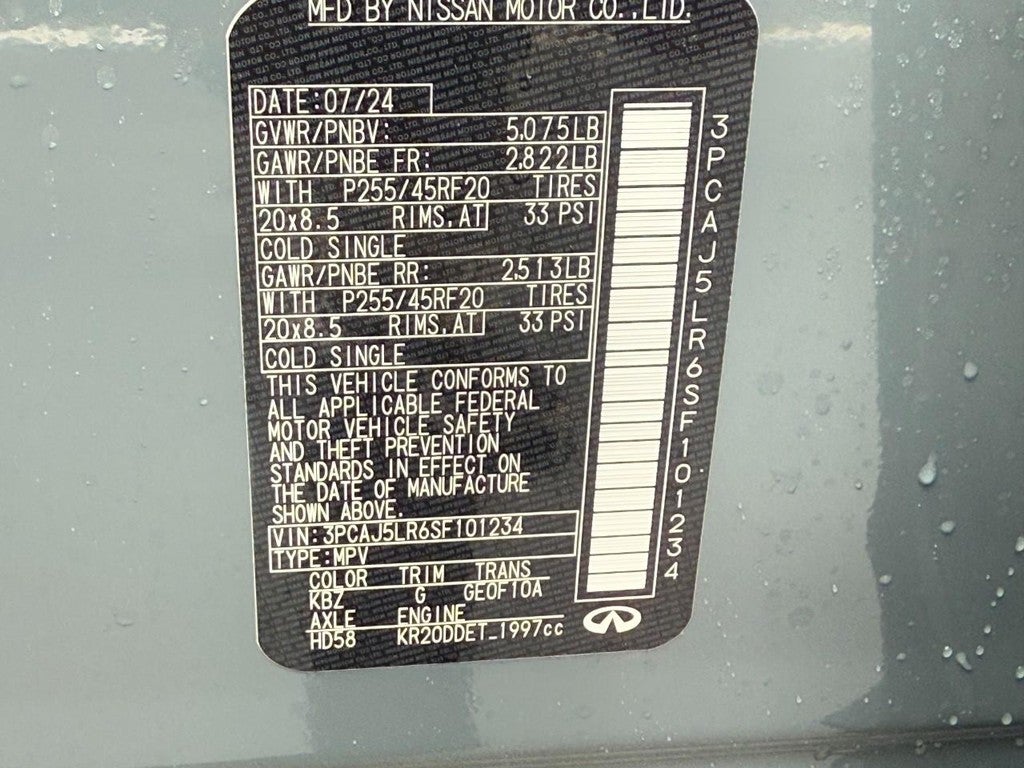 MFD BY NISSAN MOTOR CO.,LTD.
DATE:07/24
GVWR/PNBV: 5,075LB
GAWR/PNBE FR: 2,822LB
WITH P255/45RF20 TIRES
20x8.5 RIMS,AT 33 PSI
COLD SINGLE
GAWR/PNBE RR: 2,513LB
WITH P255/45RF20 TIRES
20x8.5 RIMS,AT 33 PSI
COLD SINGLE
THIS VEHICLE CONFORMS TO
ALL APPLICABLE FEDERAL
MOTOR VEHICLE SAFETY
AND THEFT PREVENTION
STANDARDS IN EFFECT ON
THE DATE OF MANUFACTURE
SHOWN ABOVE.
VIN:3PCAJ5LR6SF101234
TYPE:MPV
COLOR TRIM TRANS
KBZ G GE0F10A
AXLE ENGINE
HD58 KR20DDET_1997cc
3PCAJ5LR6SF101234